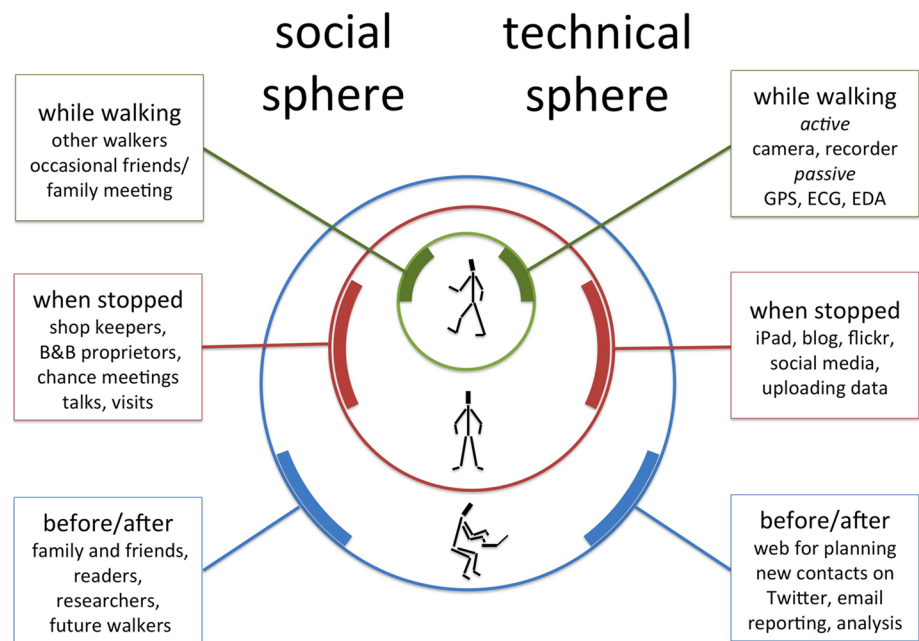 social
sphere
technical
sphere
while walking
other walkers
occasional friends/
family meeting
while walking
active
camera, recorder
passive
GPS, ECG, EDA
when stopped
shop keepers,
B&B proprietors,
chance meetings
talks, visits
when stopped
iPad, blog, flickr,
social media,
uploading data
before/after
family and friends,
readers,
researchers,
future walkers
before/after
web for planning
new contacts on
Twitter, email
reporting, analysis